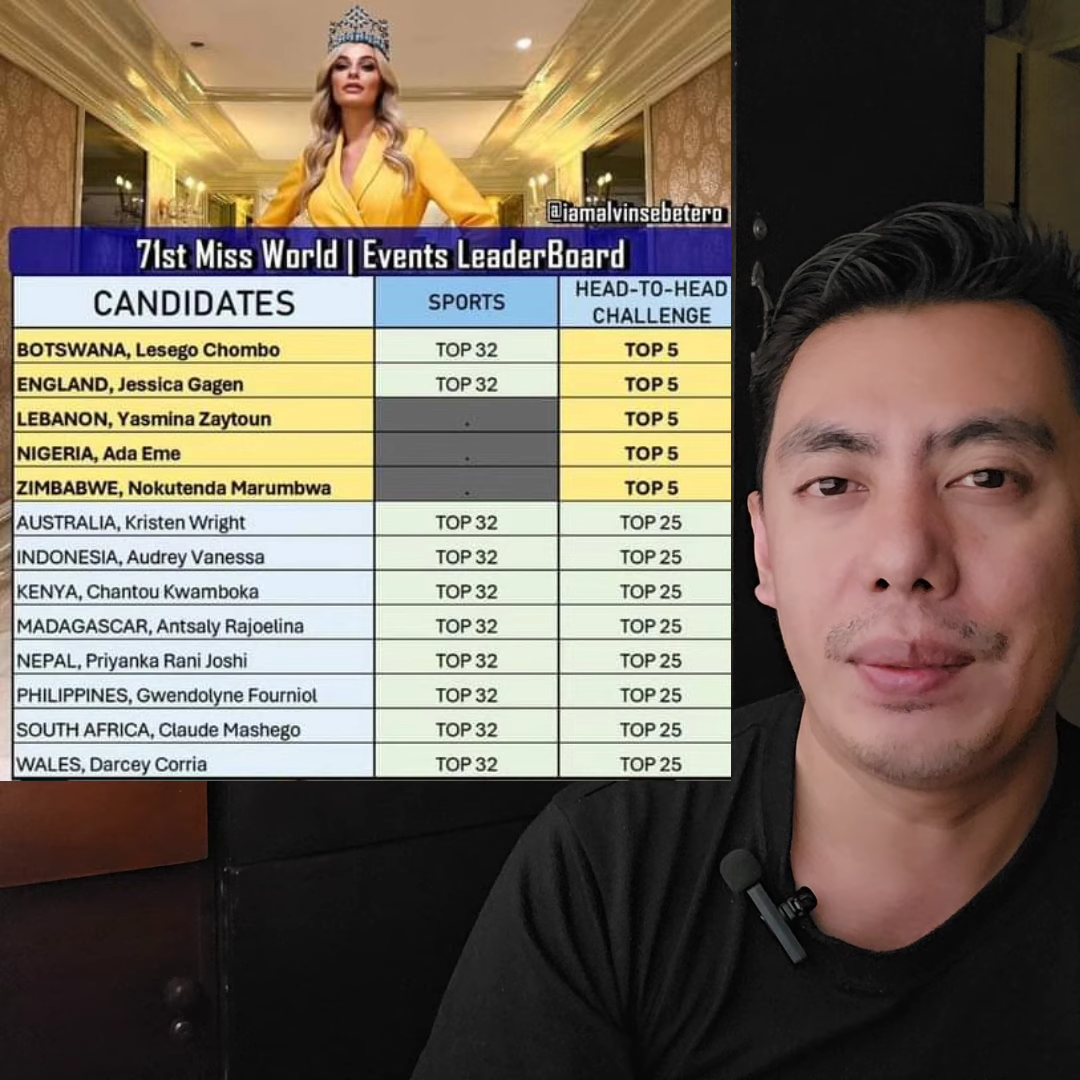 @iamalvinsebetero
71st Miss World | Events LeaderBoard
CANDIDATES SPORTS HEAD-TO-HEAD CHALLENGE
BOTSWANA, Lesego Chombo TOP 32 TOP 5
ENGLAND, Jessica Gagen TOP 32 TOP 5
LEBANON, Yasmina Zaytoun . TOP 5
NIGERIA, Ada Eme . TOP 5
ZIMBABWE, Nokutenda Marumbwa . TOP 5
AUSTRALIA, Kristen Wright TOP 32 TOP 25
INDONESIA, Audrey Vanessa TOP 32 TOP 25
KENYA, Chantou Kwamboka TOP 32 TOP 25
MADAGASCAR, Antsaly Rajoelina TOP 32 TOP 25
NEPAL, Priyanka Rani Joshi TOP 32 TOP 25
PHILIPPINES, Gwendolyne Fourniol TOP 32 TOP 25
SOUTH AFRICA, Claude Mashego TOP 32 TOP 25
WALES, Darcey Corria TOP 32 TOP 25